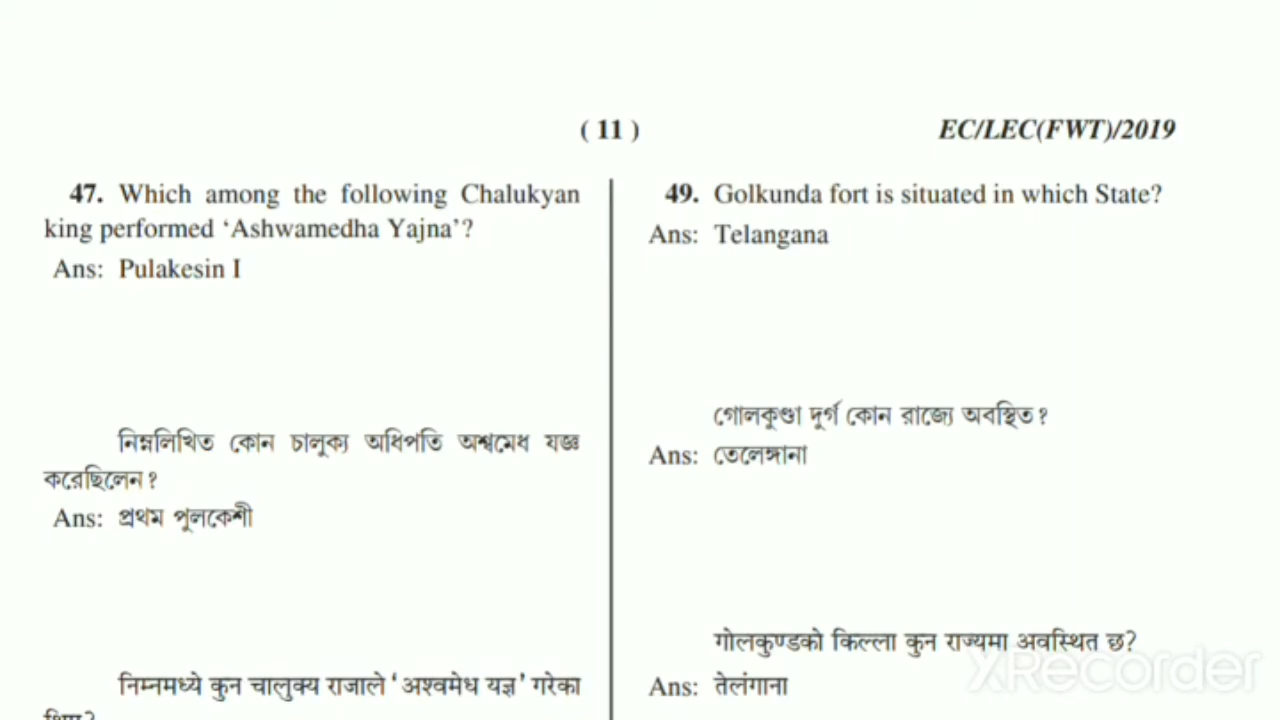 ( 11 )
EC/LEC(FWT)/2019
47. Which among the following Chalukyan
king performed ‘Ashwamedha Yajna’?
Ans: Pulakesin I
নিম্নলিখিত কোন চালুক্য অধিপতি অশ্বমেধ যজ্ঞ
করেছিলেন?
Ans: প্রথম পুলকেশী
निम्नमध्ये कुन चालुक्य राजाले ‘अश्वमेध यज्ञ’ गरेका
थिए?
49. Golkunda fort is situated in which State?
Ans: Telangana
গোলকুণ্ডা দুর্গ কোন রাজ্যে অবস্থিত?
Ans: তেলেঙ্গানা
गोलकुण्डको किल्ला कुन राज्यमा अवस्थित छ?
Ans: तेलंगाना
XRecorder